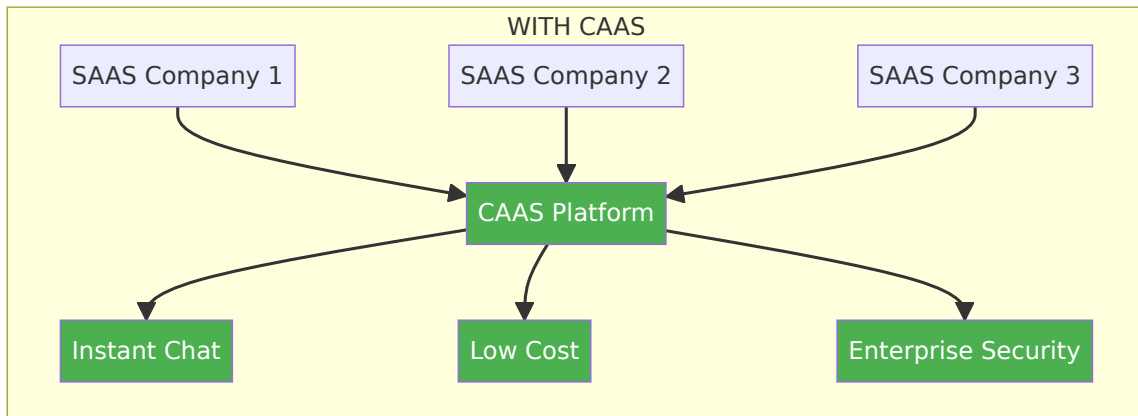 WITH CAAS
SAAS Company 1
SAAS Company 2
SAAS Company 3
CAAS Platform
Instant Chat
Low Cost
Enterprise Security